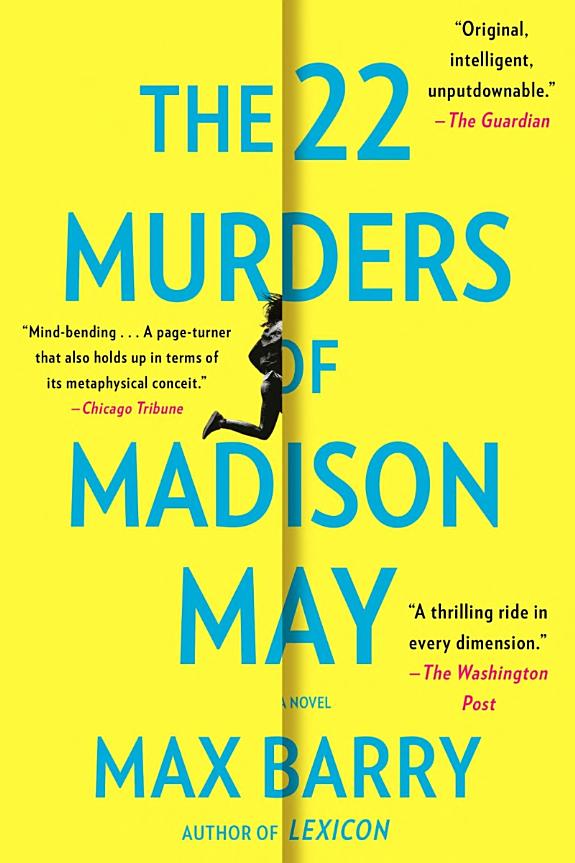 "Original,
intelligent,
unputdownable."
—The Guardian
THE 22
MURDERS
"Mind-bending . . . A page-turner
that also holds up in terms of
its metaphysical conceit."
—Chicago Tribune
OF
MADISON
MAY
"A thrilling ride in
every dimension."
—The Washington
Post
A NOVEL
MAX BARRY
AUTHOR OF LEXICON